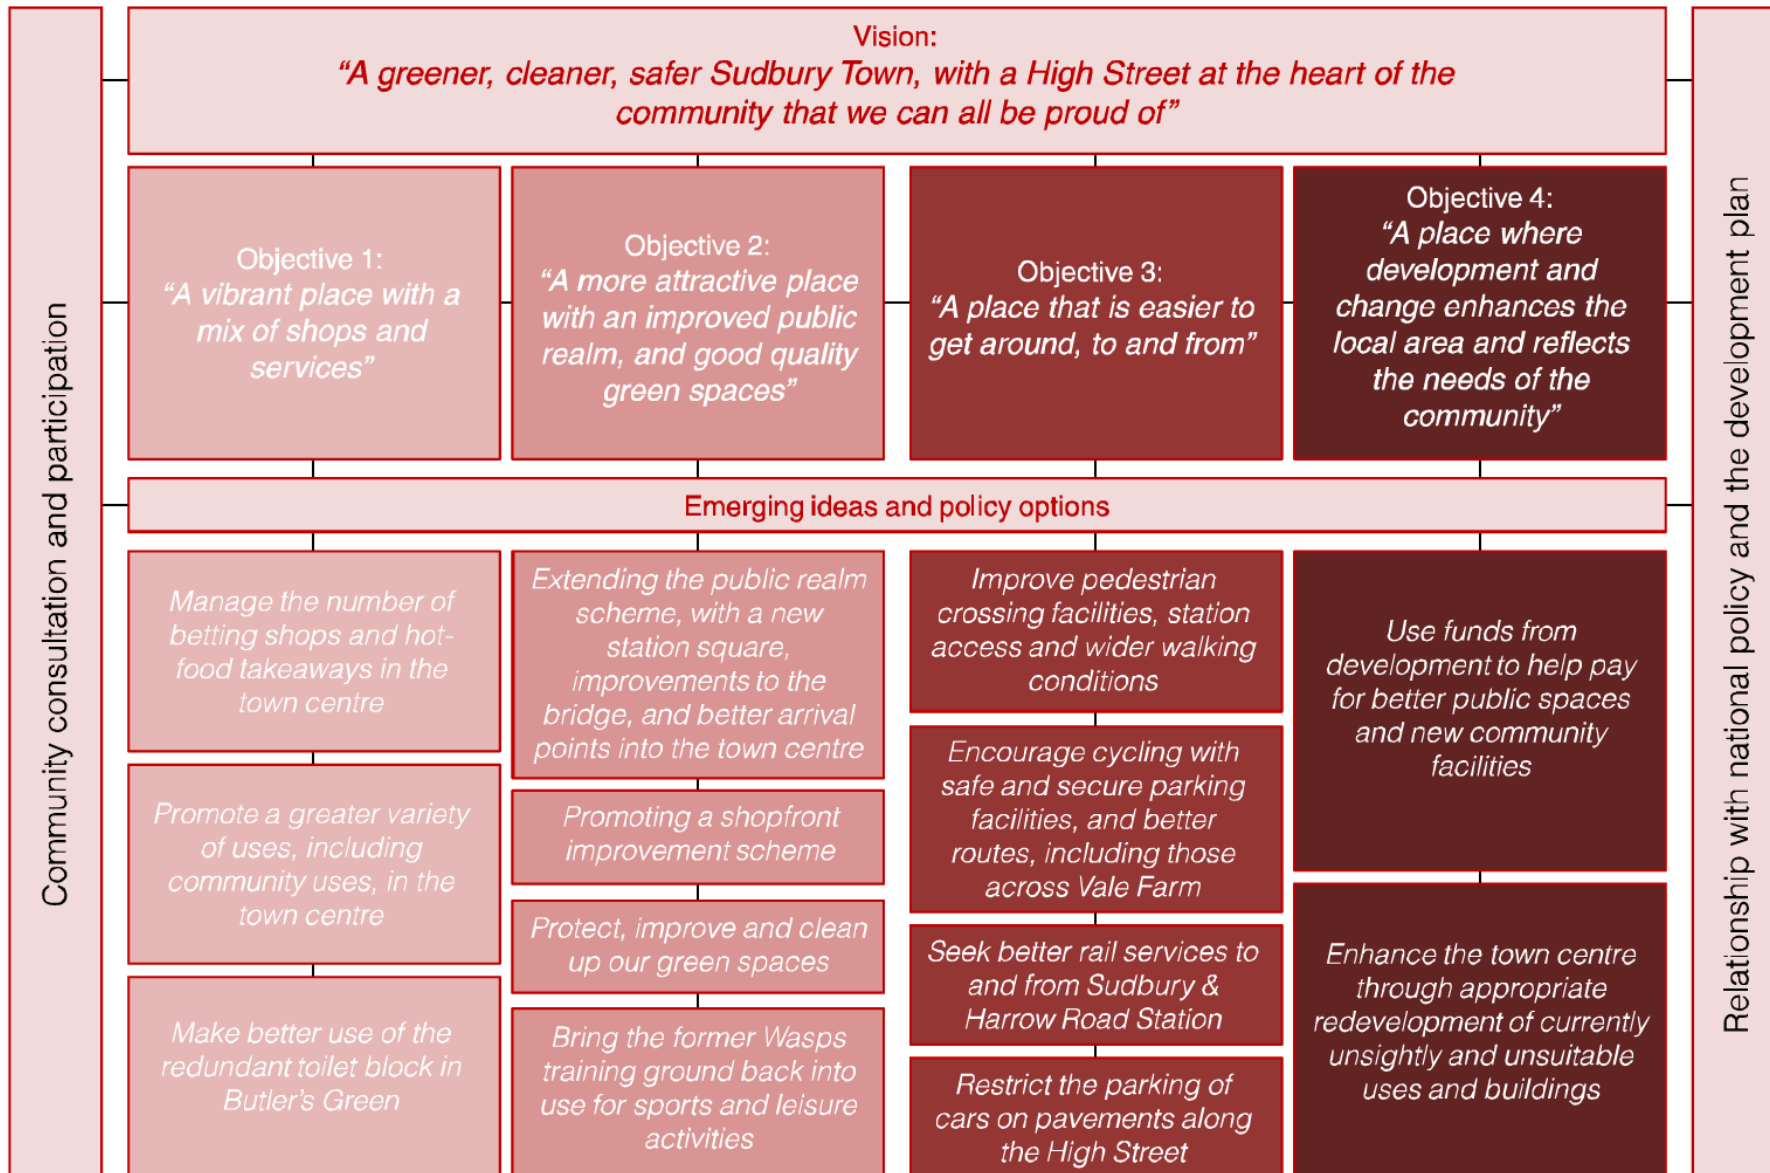 Community consultation and participation
Vision:
“A greener, cleaner, safer Sudbury Town, with a High Street at the heart of the
community that we can all be proud of”
Objective 1:
“A vibrant place with a
mix of shops and
services”
Objective 2:
“A more attractive place
with an improved public
realm, and good quality
green spaces”
Objective 3:
“A place that is easier to
get around, to and from”
Objective 4:
“A place where
development and
change enhances the
local area and reflects
the needs of the
community”
Emerging ideas and policy options
Manage the number of
betting shops and hot-
food takeaways in the
town centre
Promote a greater variety
of uses, including
community uses, in the
town centre
Make better use of the
redundant toilet block in
Butler’s Green
Extending the public realm
scheme, with a new
station square,
improvements to the
bridge, and better arrival
points into the town centre
Promoting a shopfront
improvement scheme
Protect, improve and clean
up our green spaces
Bring the former Wasps
training ground back into
use for sports and leisure
activities
Improve pedestrian
crossing facilities, station
access and wider walking
conditions
Encourage cycling with
safe and secure parking
facilities, and better
routes, including those
across Vale Farm
Seek better rail services to
and from Sudbury &
Harrow Road Station
Restrict the parking of
cars on pavements along
the High Street
Use funds from
development to help pay
for better public spaces
and new community
facilities
Enhance the town centre
through appropriate
redevelopment of currently
unsightly and unsuitable
uses and buildings
Relationship with national policy and the development plan